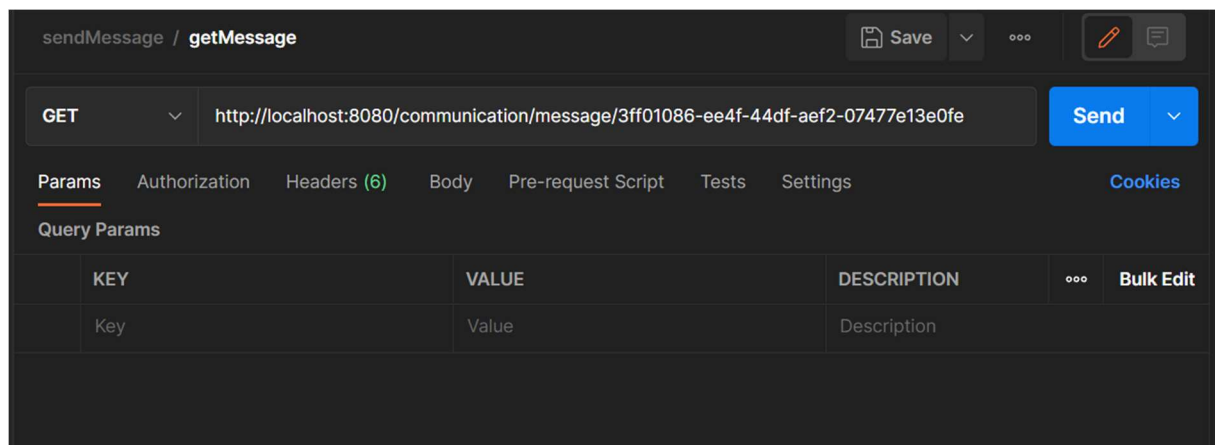 sendMessage / getMessage Save
GET http://localhost:8080/communication/message/3ff01086-ee4f-44df-aef2-07477e13e0fe Send
Params Authorization Headers (6) Body Pre-request Script Tests Settings Cookies
Query Params
KEY VALUE DESCRIPTION Bulk Edit
Key Value Description